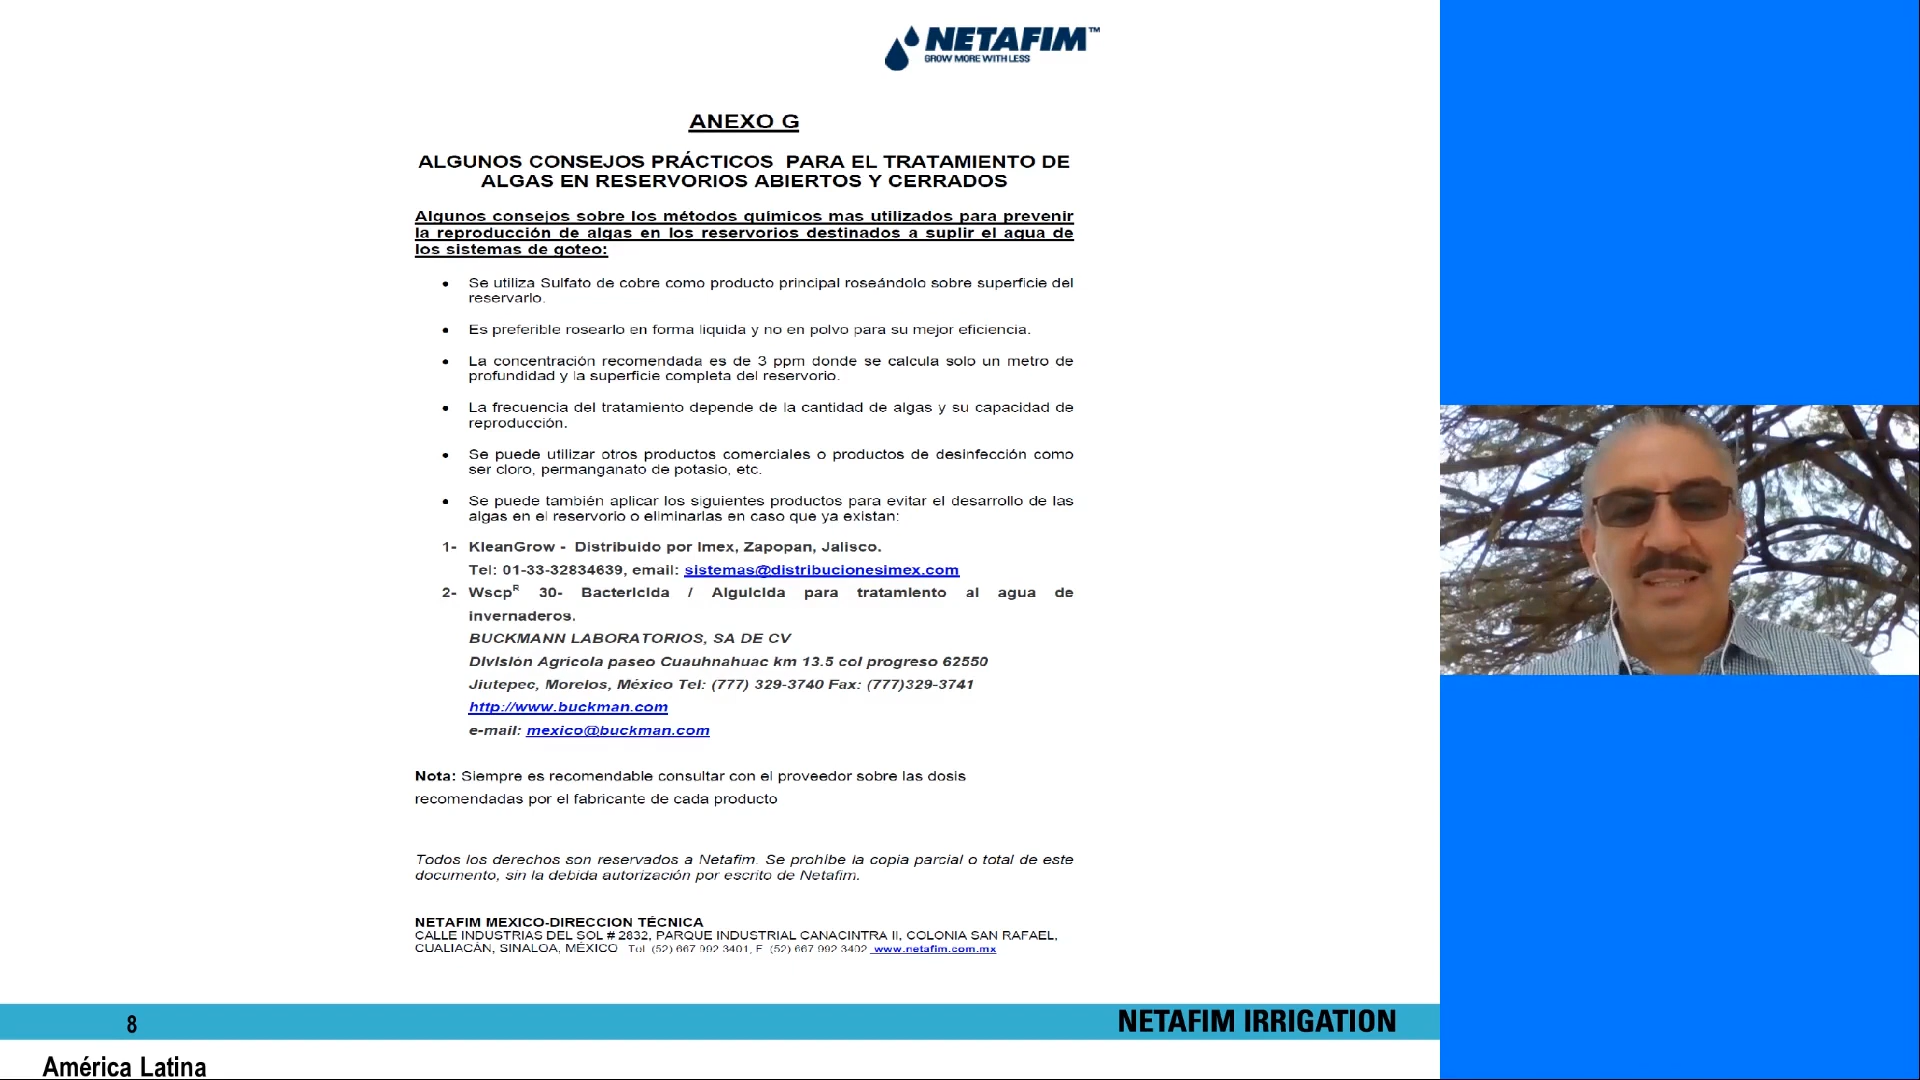 NETAFIM™
GROW MORE WITH LESS
ANEXO G
ALGUNOS CONSEJOS PRÁCTICOS PARA EL TRATAMIENTO DE
ALGAS EN RESERVORIOS ABIERTOS Y CERRADOS
Algunos consejos sobre los métodos químicos mas utilizados para prevenir
la reproducción de algas en los reservorios destinados a suplir el agua de
los sistemas de goteo:
• Se utiliza Sulfato de cobre como producto principal roseándolo sobre superficie del
reservarlo.
• Es preferible rosearlo en forma liquida y no en polvo para su mejor eficiencia.
• La concentración recomendada es de 3 ppm donde se calcula solo un metro de
profundidad y la superficie completa del reservorio.
• La frecuencia del tratamiento depende de la cantidad de algas y su capacidad de
reproducción.
• Se puede utilizar otros productos comerciales o productos de desinfección como
ser cloro, permanganato de potasio, etc.
• Se puede también aplicar los siguientes productos para evitar el desarrollo de las
algas en el reservorio o eliminarlas en caso que ya existan:
1- KleanGrow - Distribuido por Imex, Zapopan, Jalisco.
Tel: 01-33-32834639, email: sistemas@distribucionesimex.com
2- Wscpᴿ 30- Bactericida / Alguicida para tratamiento al agua de
invernaderos.
BUCKMANN LABORATORIOS, SA DE CV
División Agrícola paseo Cuauhnahuac km 13.5 col progreso 62550
Jiutepec, Morelos, México Tel: (777) 329-3740 Fax: (777)329-3741
http://www.buckman.com
e-mail: mexico@buckman.com
Nota: Siempre es recomendable consultar con el proveedor sobre las dosis
recomendadas por el fabricante de cada producto
Todos los derechos son reservados a Netafim. Se prohíbe la copia parcial o total de este
documento, sin la debida autorización por escrito de Netafim.
NETAFIM MEXICO-DIRECCION TÉCNICA
CALLE INDUSTRIAS DEL SOL # 2832, PARQUE INDUSTRIAL CANACINTRA II, COLONIA SAN RAFAEL,
CUALIACÁN, SINALOA, MÉXICO Tel. (52) 667 992 3401, F. (52) 667 992 3402 www.netafim.com.mx
8
NETAFIM IRRIGATION
América Latina